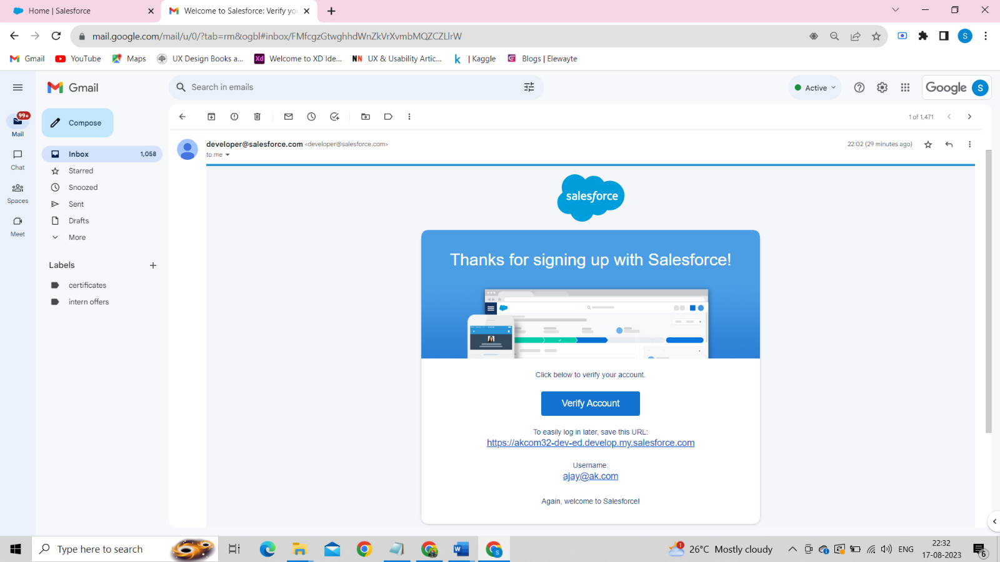 Home | Salesforce
Welcome to Salesforce: Verify you
mail.google.com/mail/u/0/?tab=rm&ogbl#inbox/FMfcgzGtwghhdWnZkVrXvmbMQZCZLlrW
S
Gmail
YouTube
Maps
UX Design Books a...
Xd
Welcome to XD Ide...
NN
UX & Usability Artic...
k
| Kaggle
Blogs | Elewayte
Gmail
Search in emails
Active
Google
S
99+
Mail
Chat
Spaces
Meet
Compose
Inbox
1,058
Starred
Snoozed
Sent
Drafts
More
Labels
certificates
intern offers
1 of 1,471
developer@salesforce.com <developer@salesforce.com>
22:02 (29 minutes ago)
to me
salesforce
Thanks for signing up with Salesforce!
Click below to verify your account.
Verify Account
To easily log in later, save this URL:
https://akcom32-dev-ed.develop.my.salesforce.com
Username:
ajay@ak.com
Again, welcome to Salesforce!
Type here to search
1
26°C Mostly cloudy
ENG
22:32
17-08-2023
6